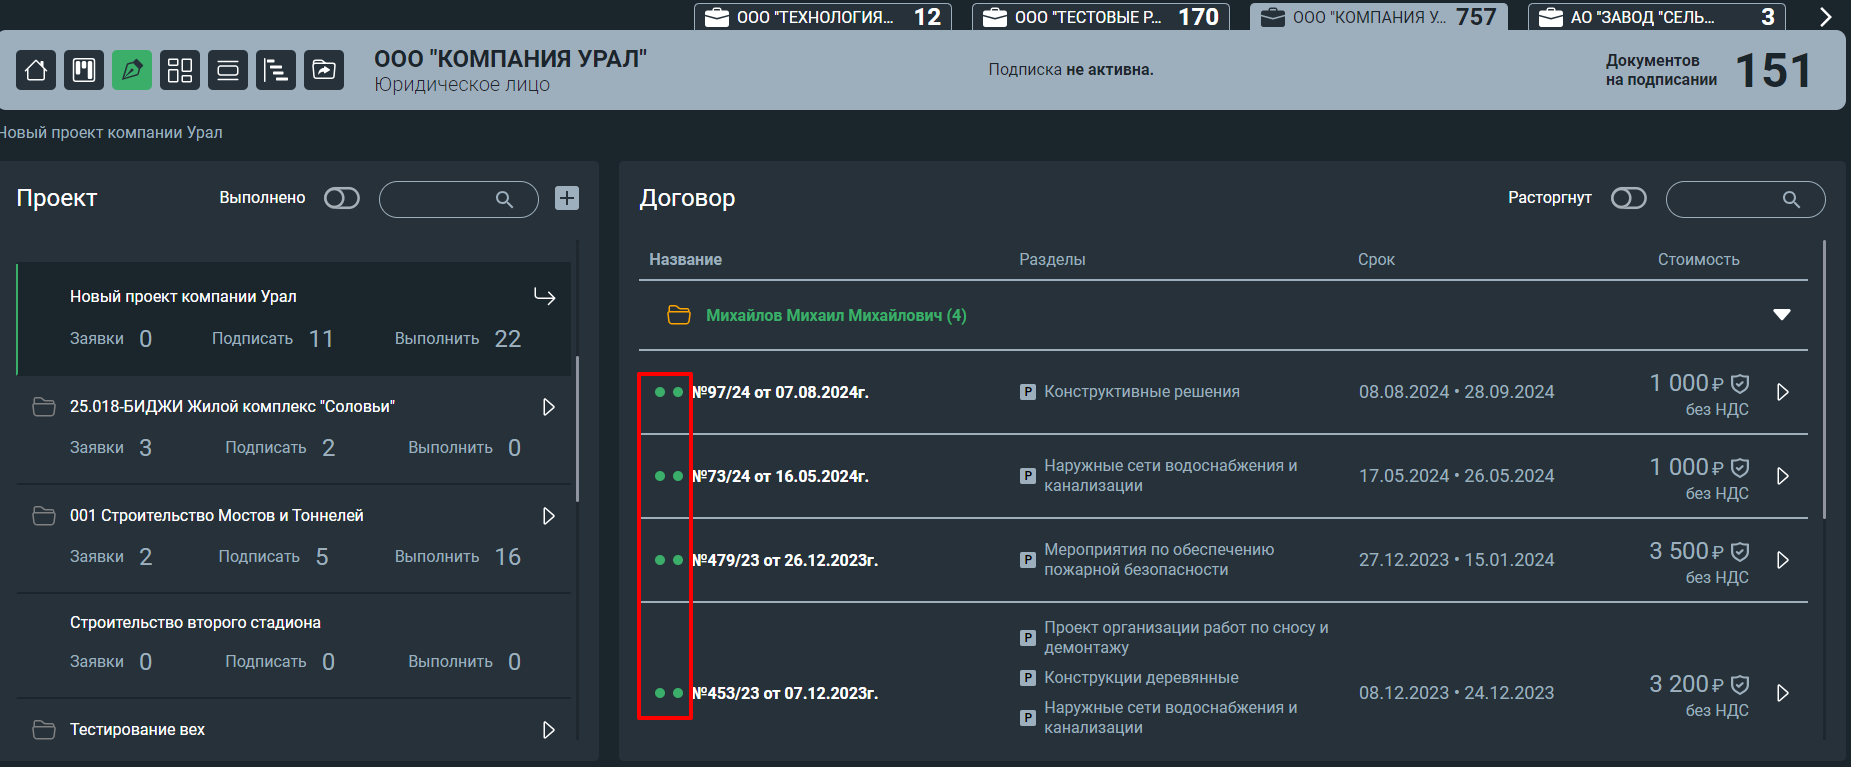 ООО "ТЕХНОЛОГИЯ... 12
ООО "ТЕСТОВЫЕ Р... 170
ООО "КОМПАНИЯ У... 757
АО "ЗАВОД "СЕЛЬ... 3
ООО "КОМПАНИЯ УРАЛ"
Юридическое лицо
Подписка не активна.
Документов
на подписании
151
Новый проект компании Урал
Проект
Выполнено
Новый проект компании Урал
Заявки 0 Подписать 11 Выполнить 22
25.018-БИДЖИ Жилой комплекс "Соловьи"
Заявки 3 Подписать 2 Выполнить 0
001 Строительство Мостов и Тоннелей
Заявки 2 Подписать 5 Выполнить 16
Строительство второго стадиона
Заявки 0 Подписать 0 Выполнить 0
Тестирование вех
Договор
Расторгнут
Название Разделы Срок Стоимость
Михайлов Михаил Михайлович (4)
№97/24 от 07.08.2024г.
P Конструктивные решения
08.08.2024 • 28.09.2024
1 000 ₽
без НДС
№73/24 от 16.05.2024г.
P Наружные сети водоснабжения и
канализации
17.05.2024 • 26.05.2024
1 000 ₽
без НДС
№479/23 от 26.12.2023г.
P Мероприятия по обеспечению
пожарной безопасности
27.12.2023 • 15.01.2024
3 500 ₽
без НДС
№453/23 от 07.12.2023г.
P Проект организации работ по сносу и
демонтажу
P Конструкции деревянные
P Наружные сети водоснабжения и
канализации
08.12.2023 • 24.12.2023
3 200 ₽
без НДС